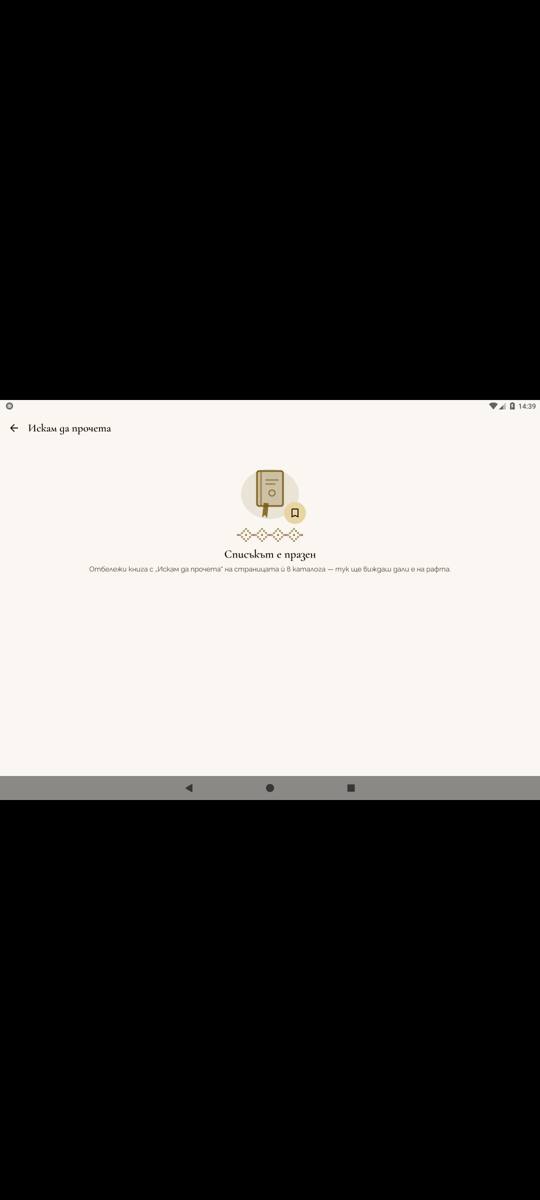 14:39
Искам да прочета
Списъкът е празен
Отбележи книга с „Искам да прочета“ на страницата ѝ в каталога — тук ще виждаш дали е на рафта.